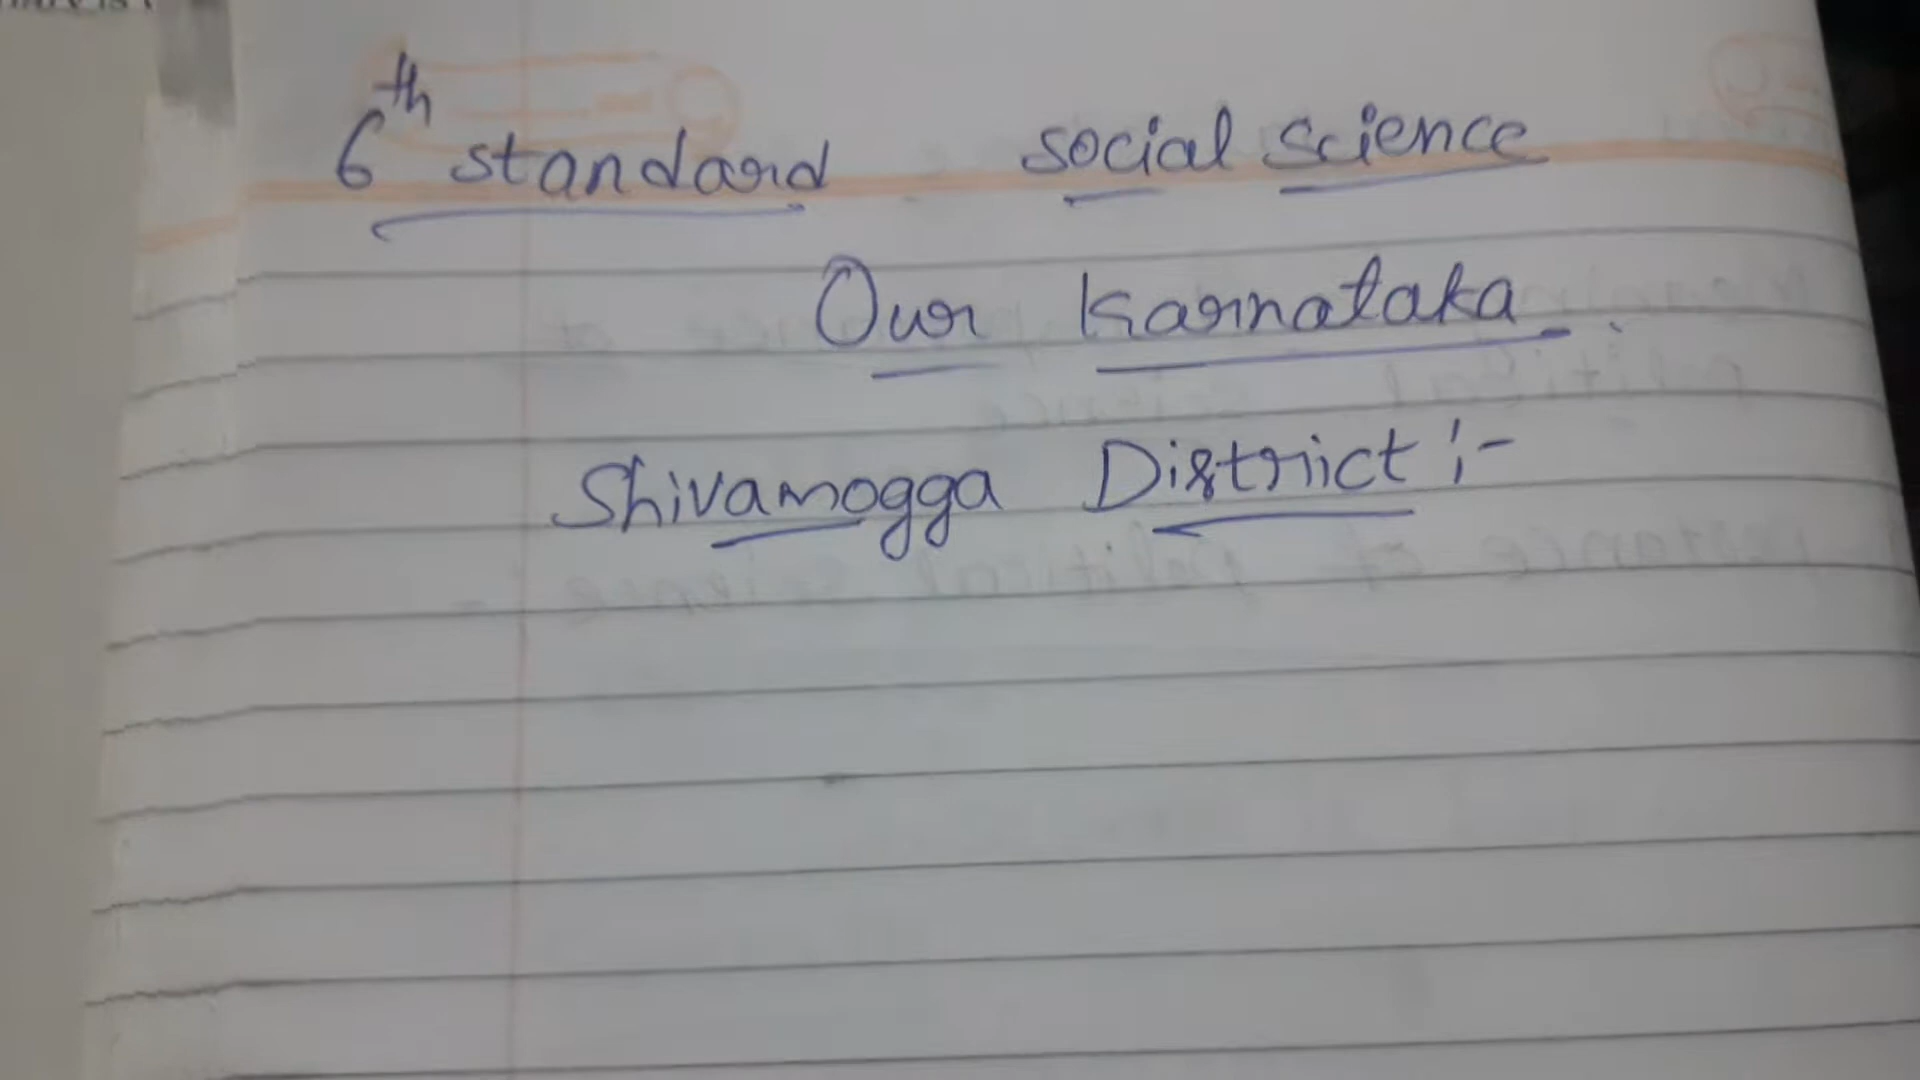 6th standard social science
Our Karnataka.
Shivamogga District :-